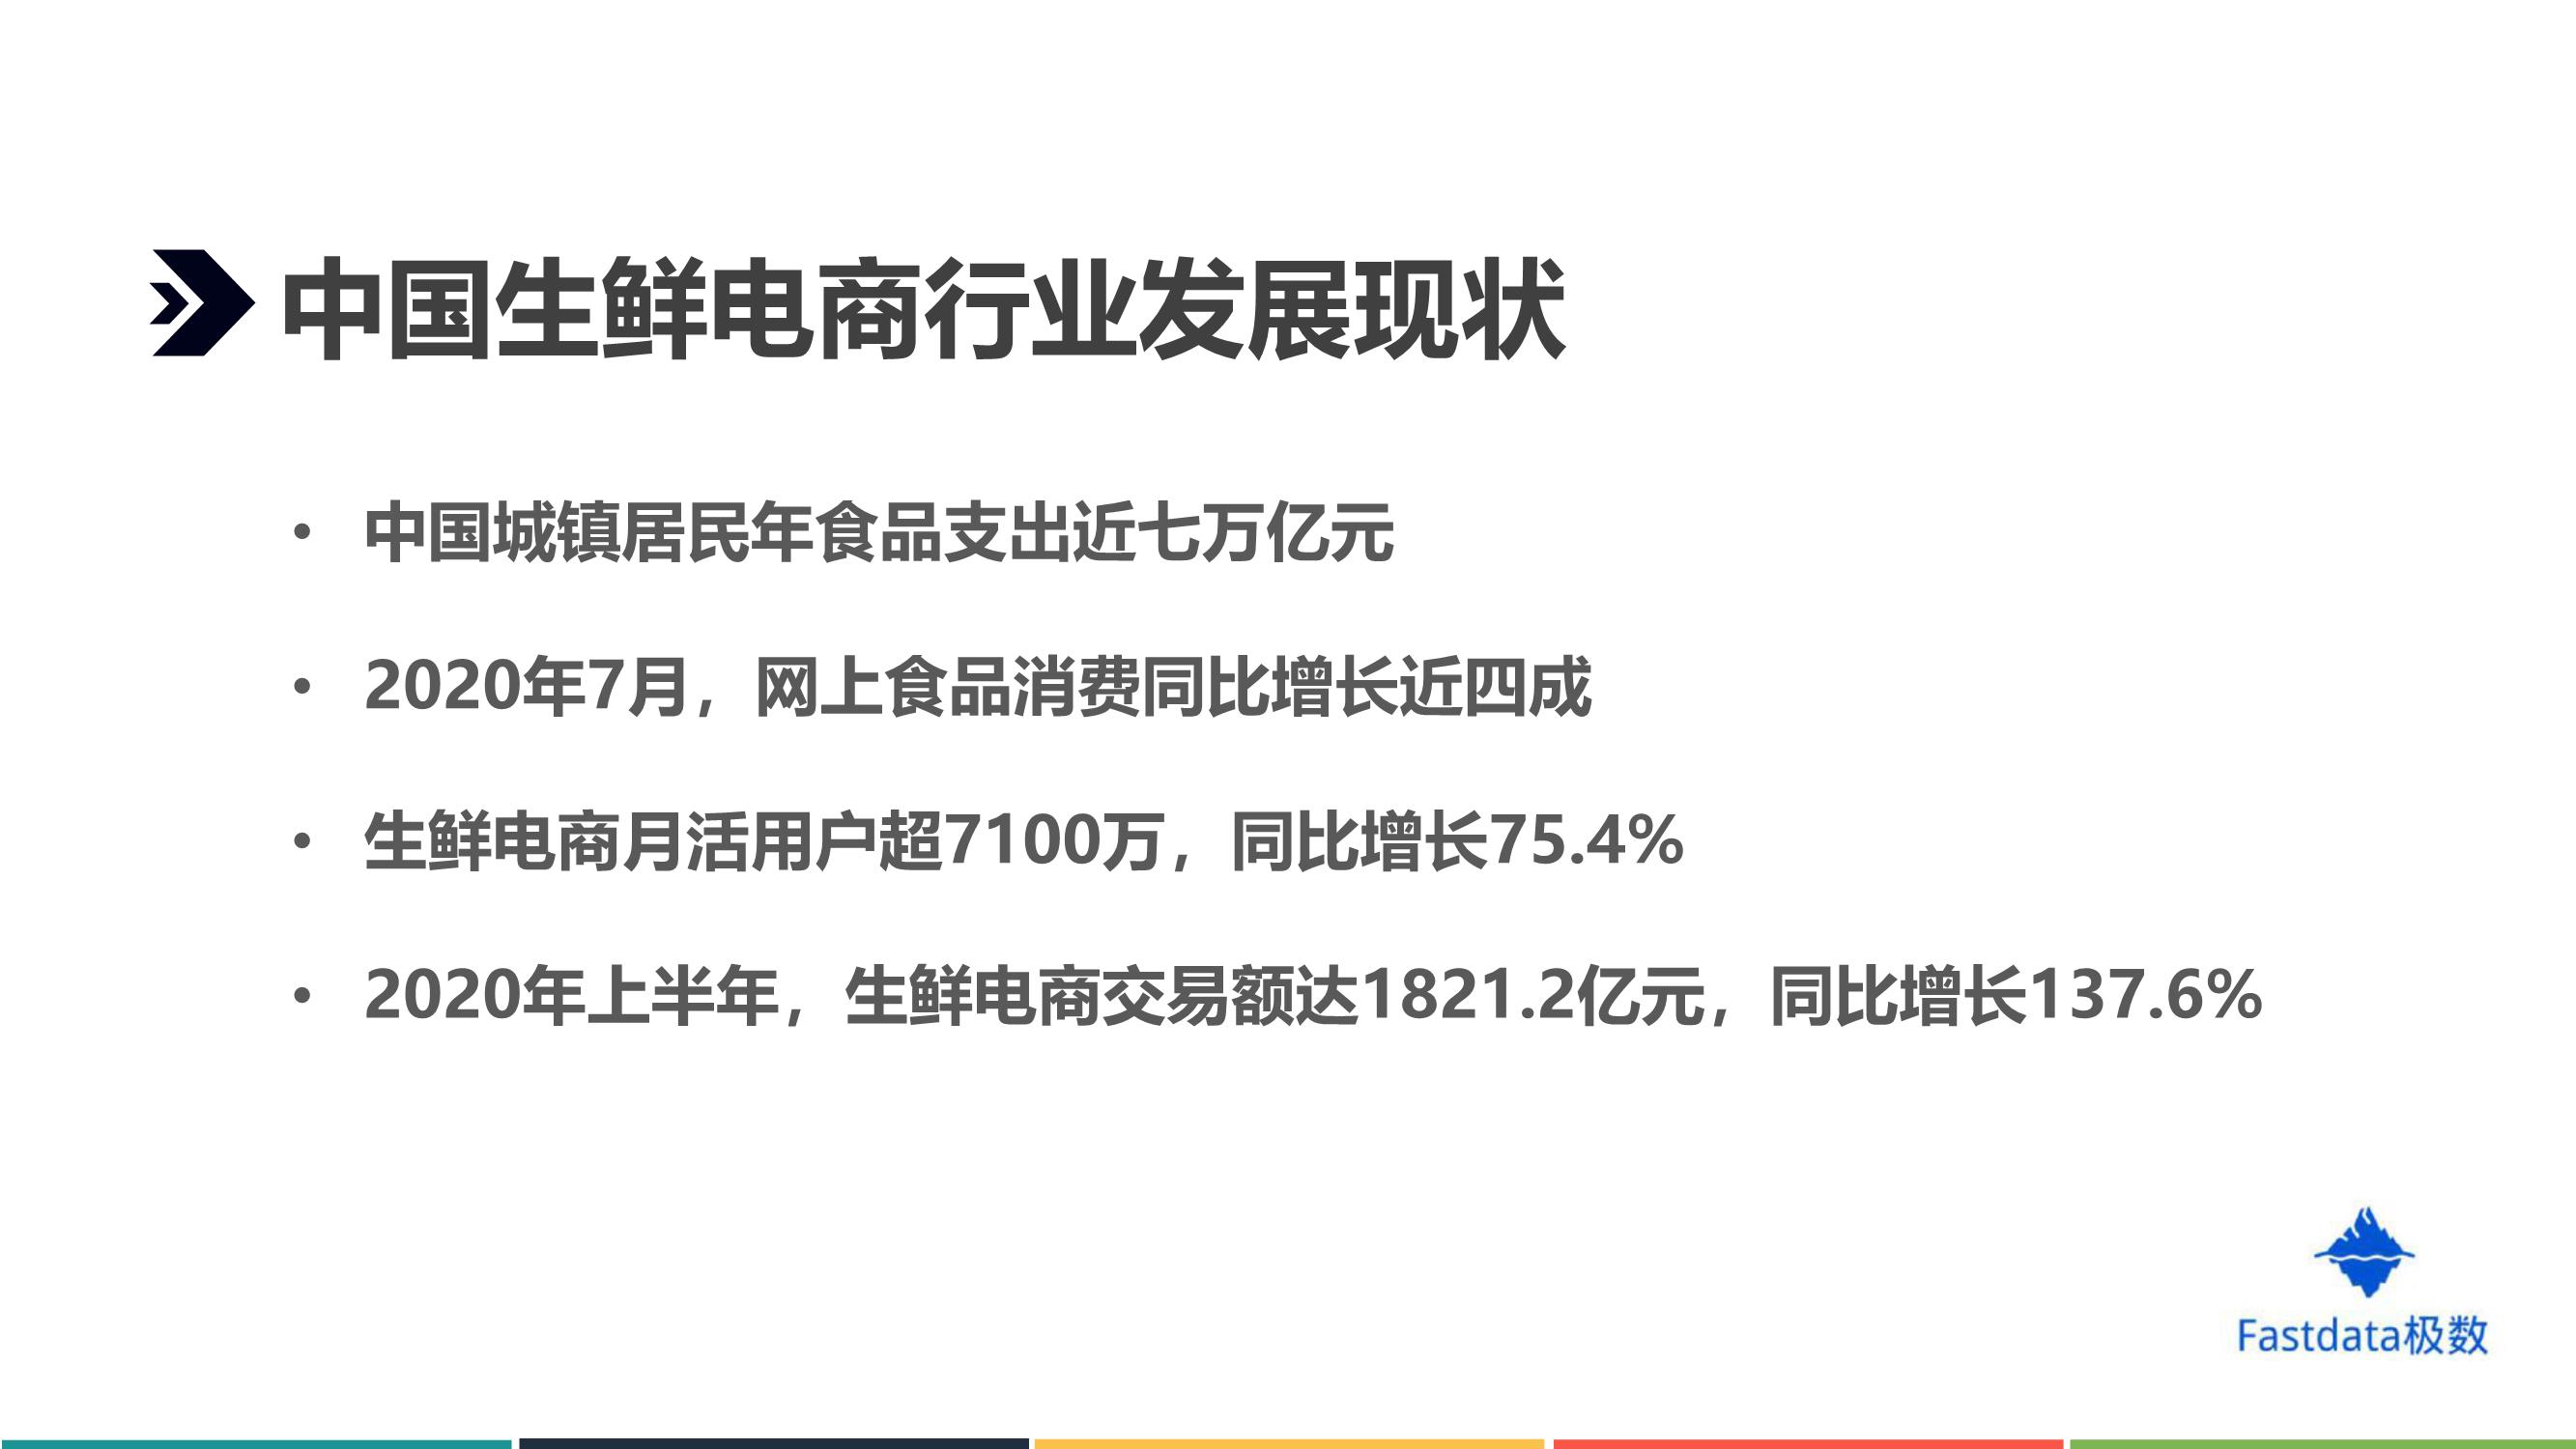 中国生鲜电商行业发展现状
• 中国城镇居民年食品支出近七万亿元
• 2020年7月，网上食品消费同比增长近四成
• 生鲜电商月活用户超7100万，同比增长75.4%
• 2020年上半年，生鲜电商交易额达1821.2亿元，同比增长137.6%
Fastdata极数